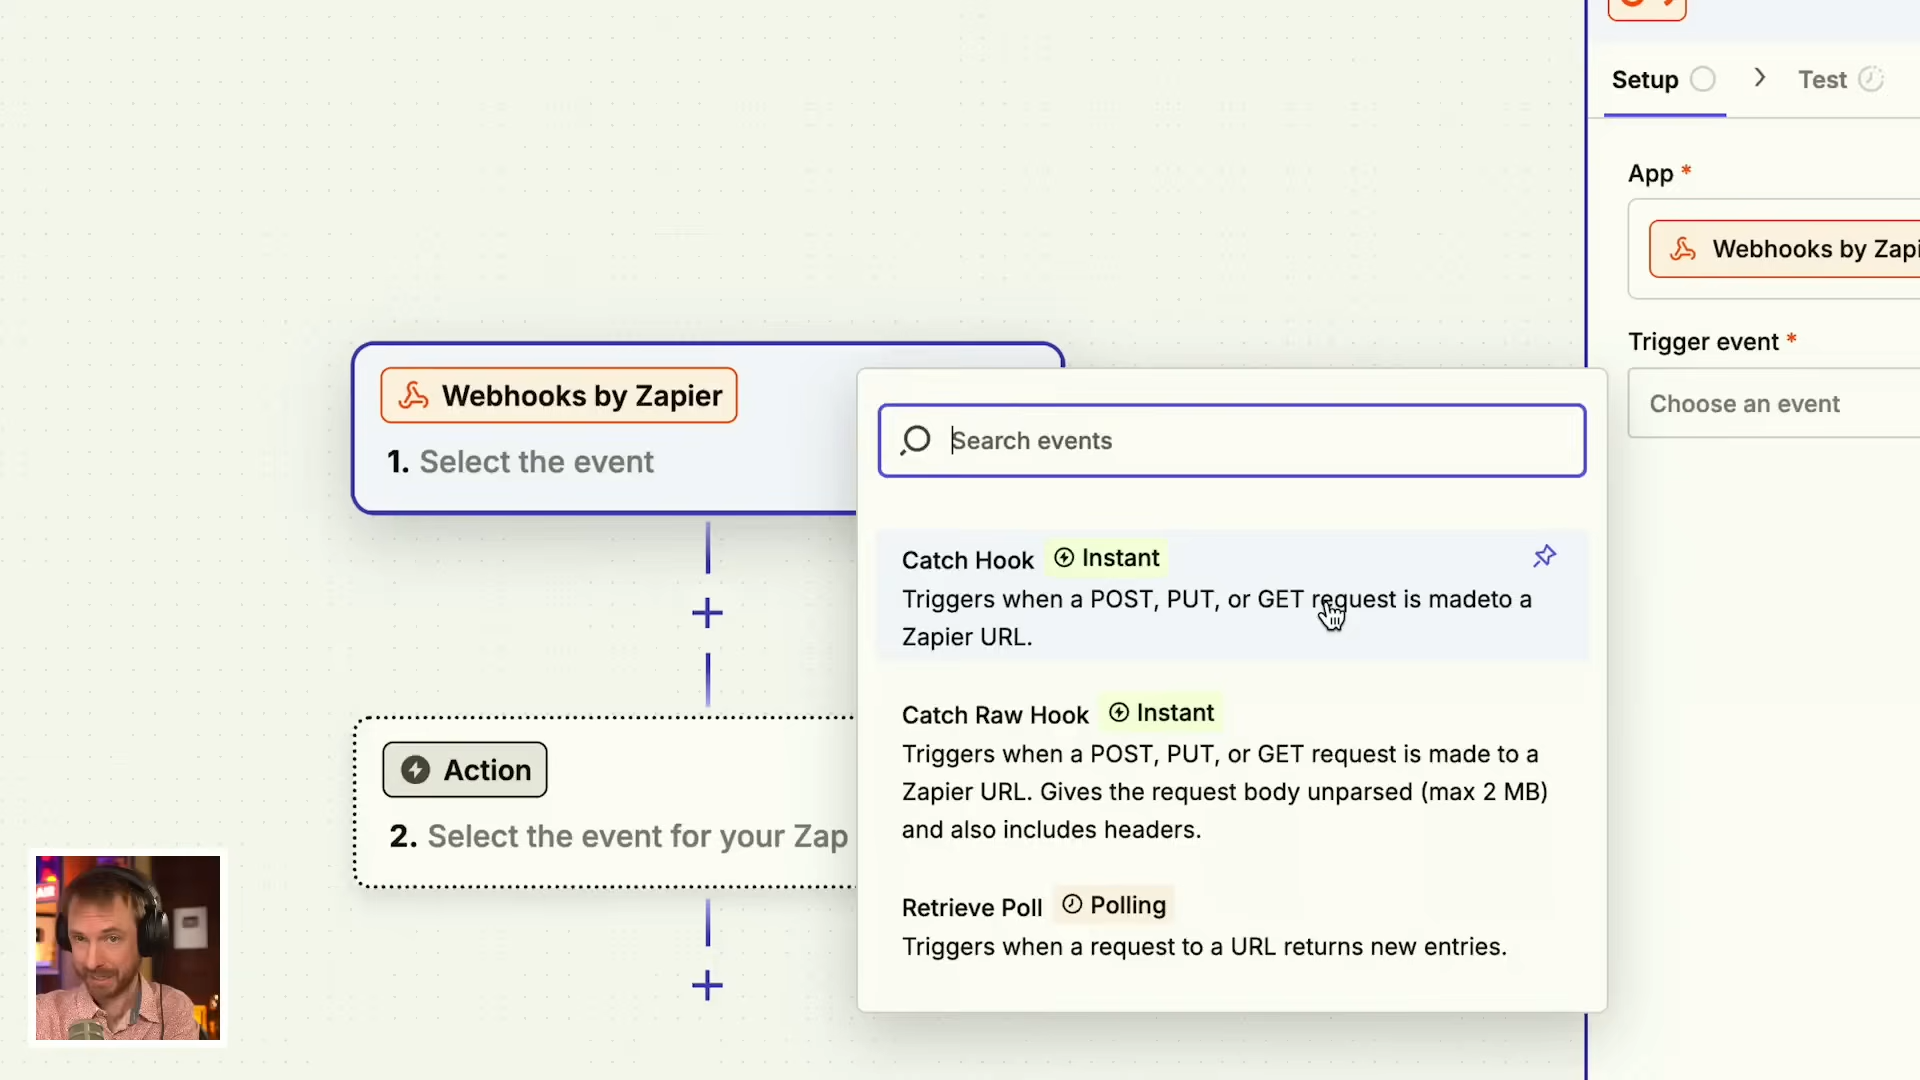 Setup
Test
App *
Webhooks by Zapi
Trigger event *
Choose an event
Webhooks by Zapier
1. Select the event
Search events
Catch Hook Instant
Triggers when a POST, PUT, or GET request is madeto a
Zapier URL.
Catch Raw Hook Instant
Triggers when a POST, PUT, or GET request is made to a
Zapier URL. Gives the request body unparsed (max 2 MB)
and also includes headers.
Retrieve Poll Polling
Triggers when a request to a URL returns new entries.
Action
2. Select the event for your Zap